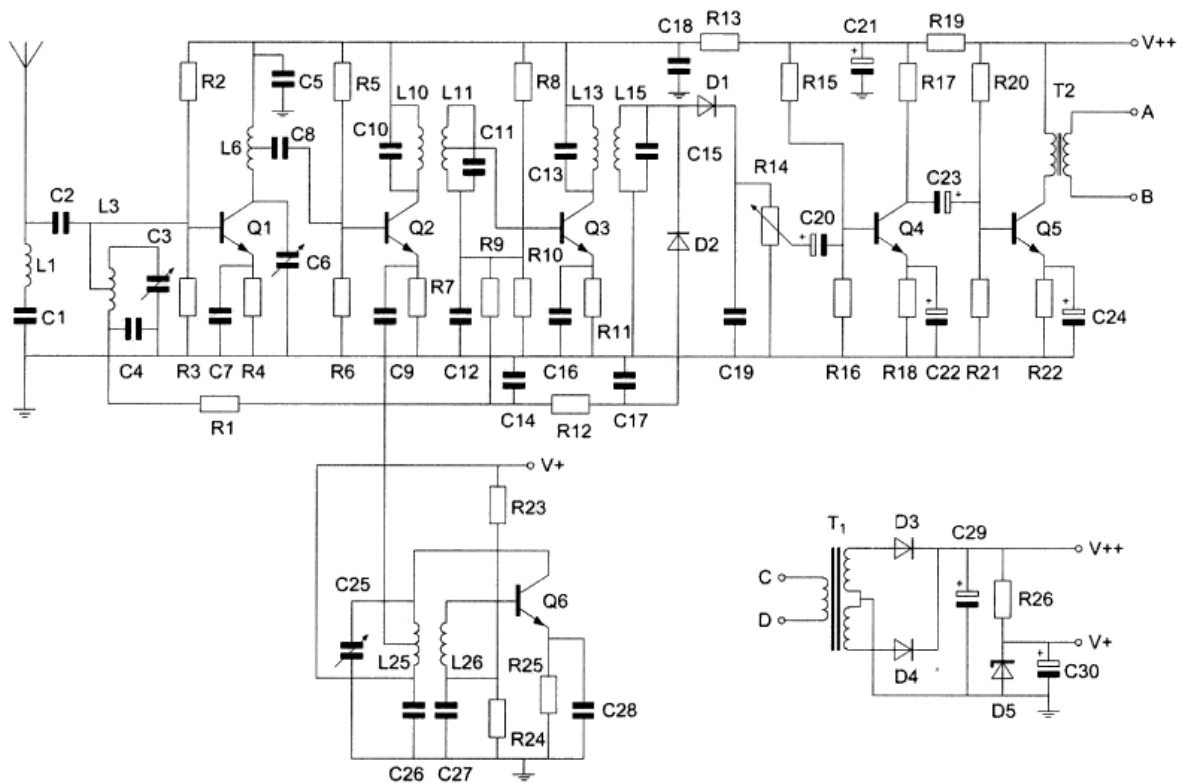 C18
R13
C21
R19
V++
R2
C5
R5
L10
L11
R8
L13
L15
D1
R15
R17
R20
T2
C8
C10
C11
A
L6
C13
C15
R14
C23
C2
L3
C20
B
Q1
Q2
Q3
Q4
Q5
C3
R9
D2
L1
C6
R10
R7
C1
R11
C24
C4
R3
C7
R4
R6
C9
C12
C16
C19
R16
R18
C22
R21
R22
R1
C14
R12
C17
V+
R23
T1
D3
C29
V++
C25
C
Q6
R26
D
V+
L25
L26
R25
D4
C30
C28
D5
R24
C26
C27